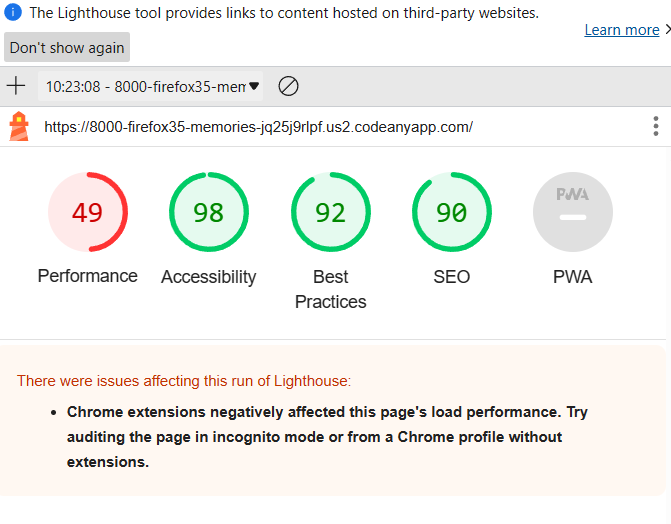 The Lighthouse tool provides links to content hosted on third-party websites.
Learn more
Don't show again
10:23:08 - 8000-firefox35-mem
https://8000-firefox35-memories-jq25j9rlpf.us2.codeanyapp.com/
49
98
92
90
PWA
Performance
Accessibility
Best
Practices
SEO
PWA
There were issues affecting this run of Lighthouse:
Chrome extensions negatively affected this page's load performance. Try
auditing the page in incognito mode or from a Chrome profile without
extensions.